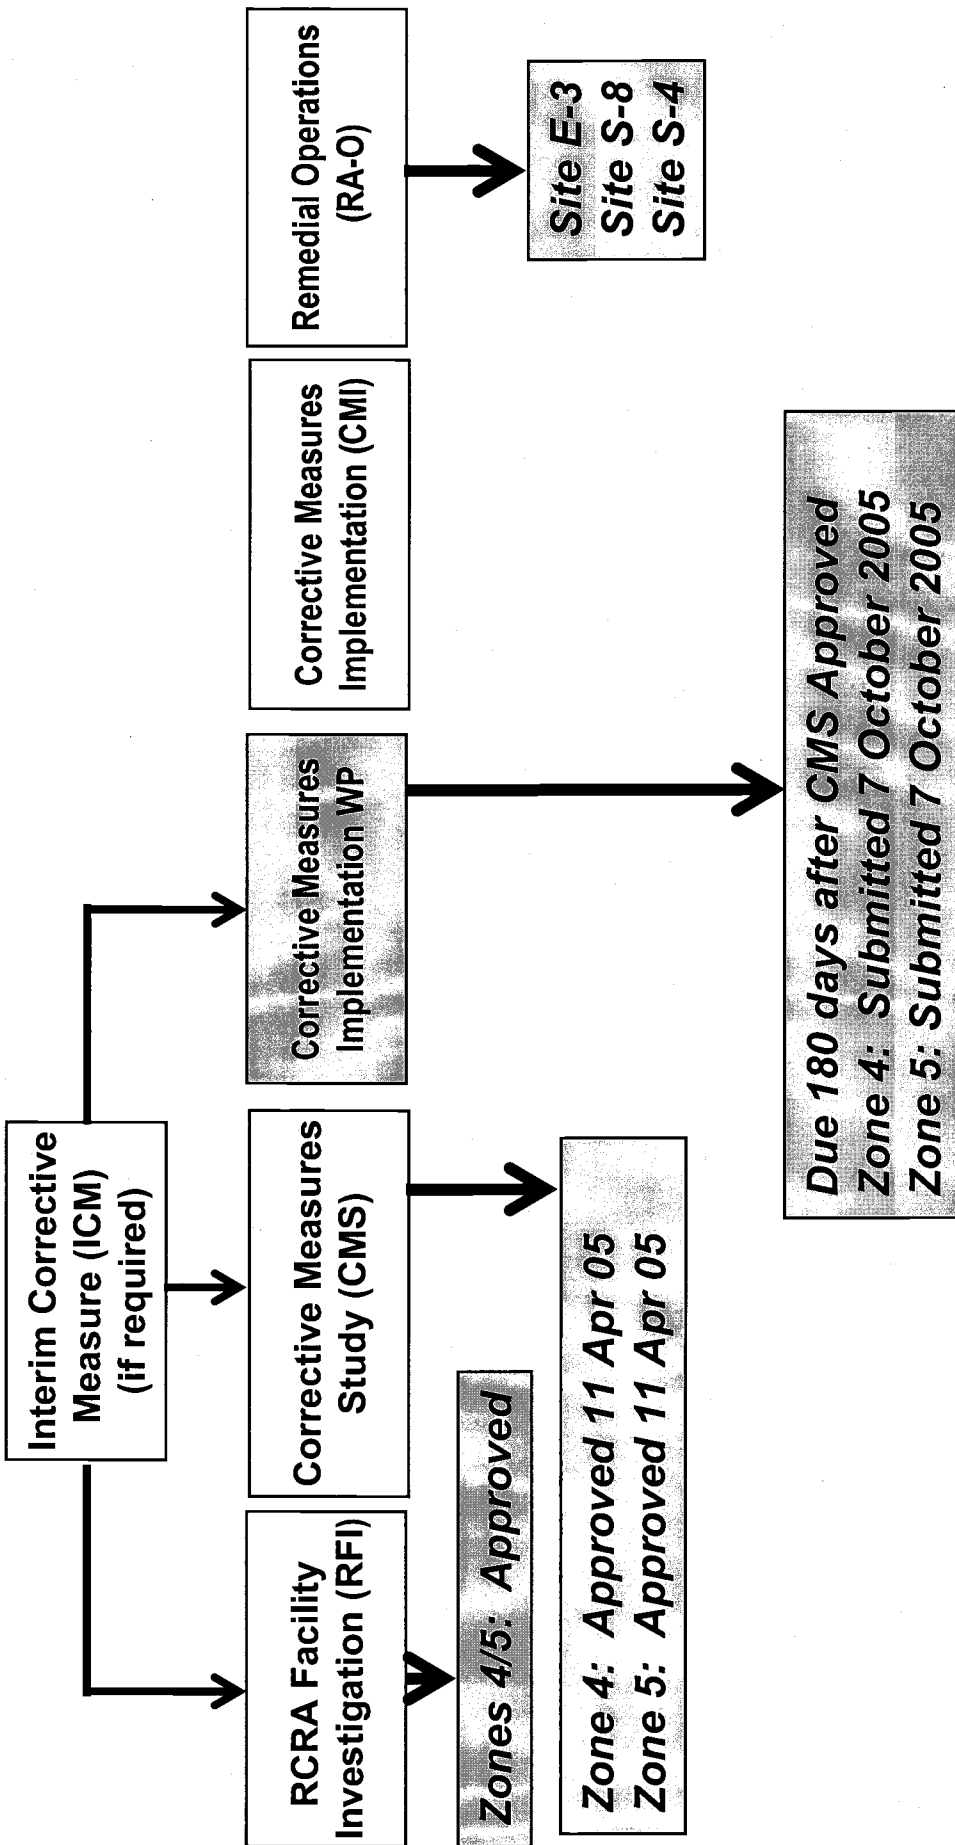 Interim Corrective
Measure (ICM)
(if required)
RCRA Facility
Investigation (RFI)
Corrective Measures
Study (CMS)
Corrective Measures
Implementation WP
Corrective Measures
Implementation (CMI)
Remedial Operations
(RA-O)
Zones 4/5: Approved
Zone 4: Approved 11 Apr 05
Zone 5: Approved 11 Apr 05
Due 180 days after CMS Approved
Zone 4: Submitted 7 October 2005
Zone 5: Submitted 7 October 2005
Site E-3
Site S-8
Site S-4